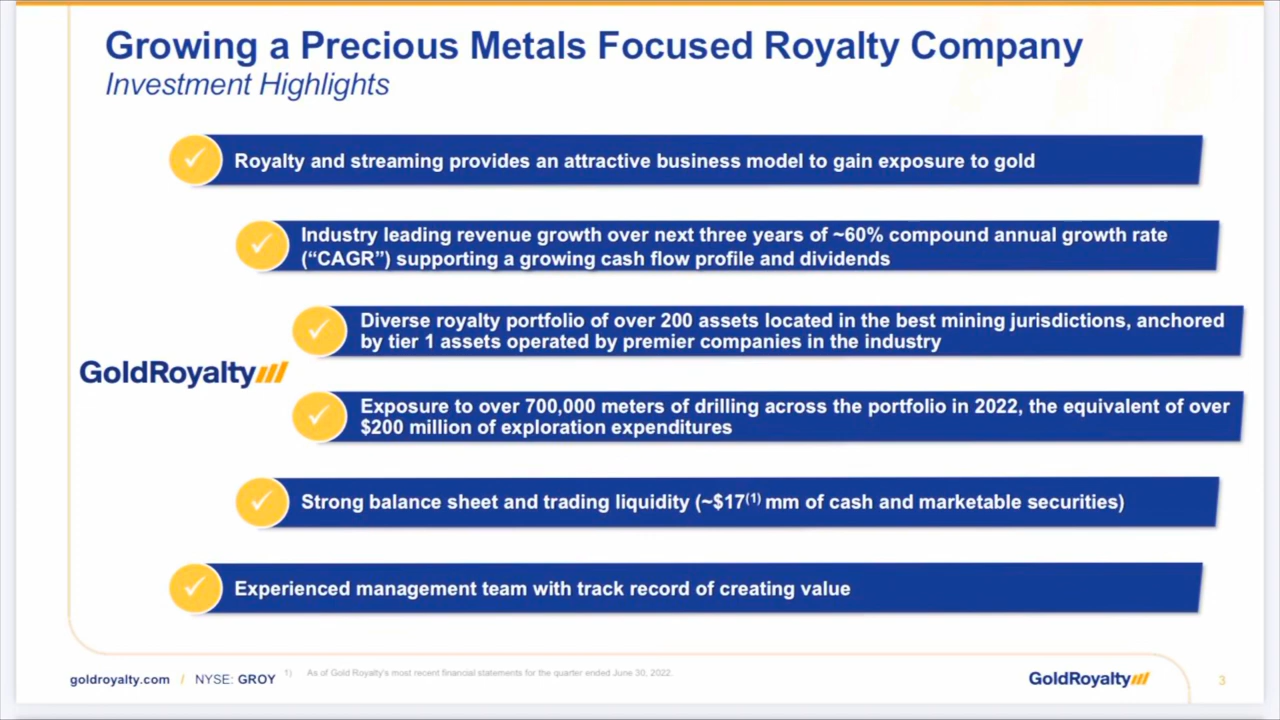 Growing a Precious Metals Focused Royalty Company
Investment Highlights
Royalty and streaming provides an attractive business model to gain exposure to gold
Industry leading revenue growth over next three years of ~60% compound annual growth rate
(“CAGR”) supporting a growing cash flow profile and dividends
Diverse royalty portfolio of over 200 assets located in the best mining jurisdictions, anchored
by tier 1 assets operated by premier companies in the industry
GoldRoyalty
Exposure to over 700,000 meters of drilling across the portfolio in 2022, the equivalent of over
$200 million of exploration expenditures
Strong balance sheet and trading liquidity (~$17(1) mm of cash and marketable securities)
Experienced management team with track record of creating value
goldroyalty.com / NYSE: GROY
1) As of Gold Royalty's most recent financial statements for the quarter ended June 30, 2022.
GoldRoyalty
3